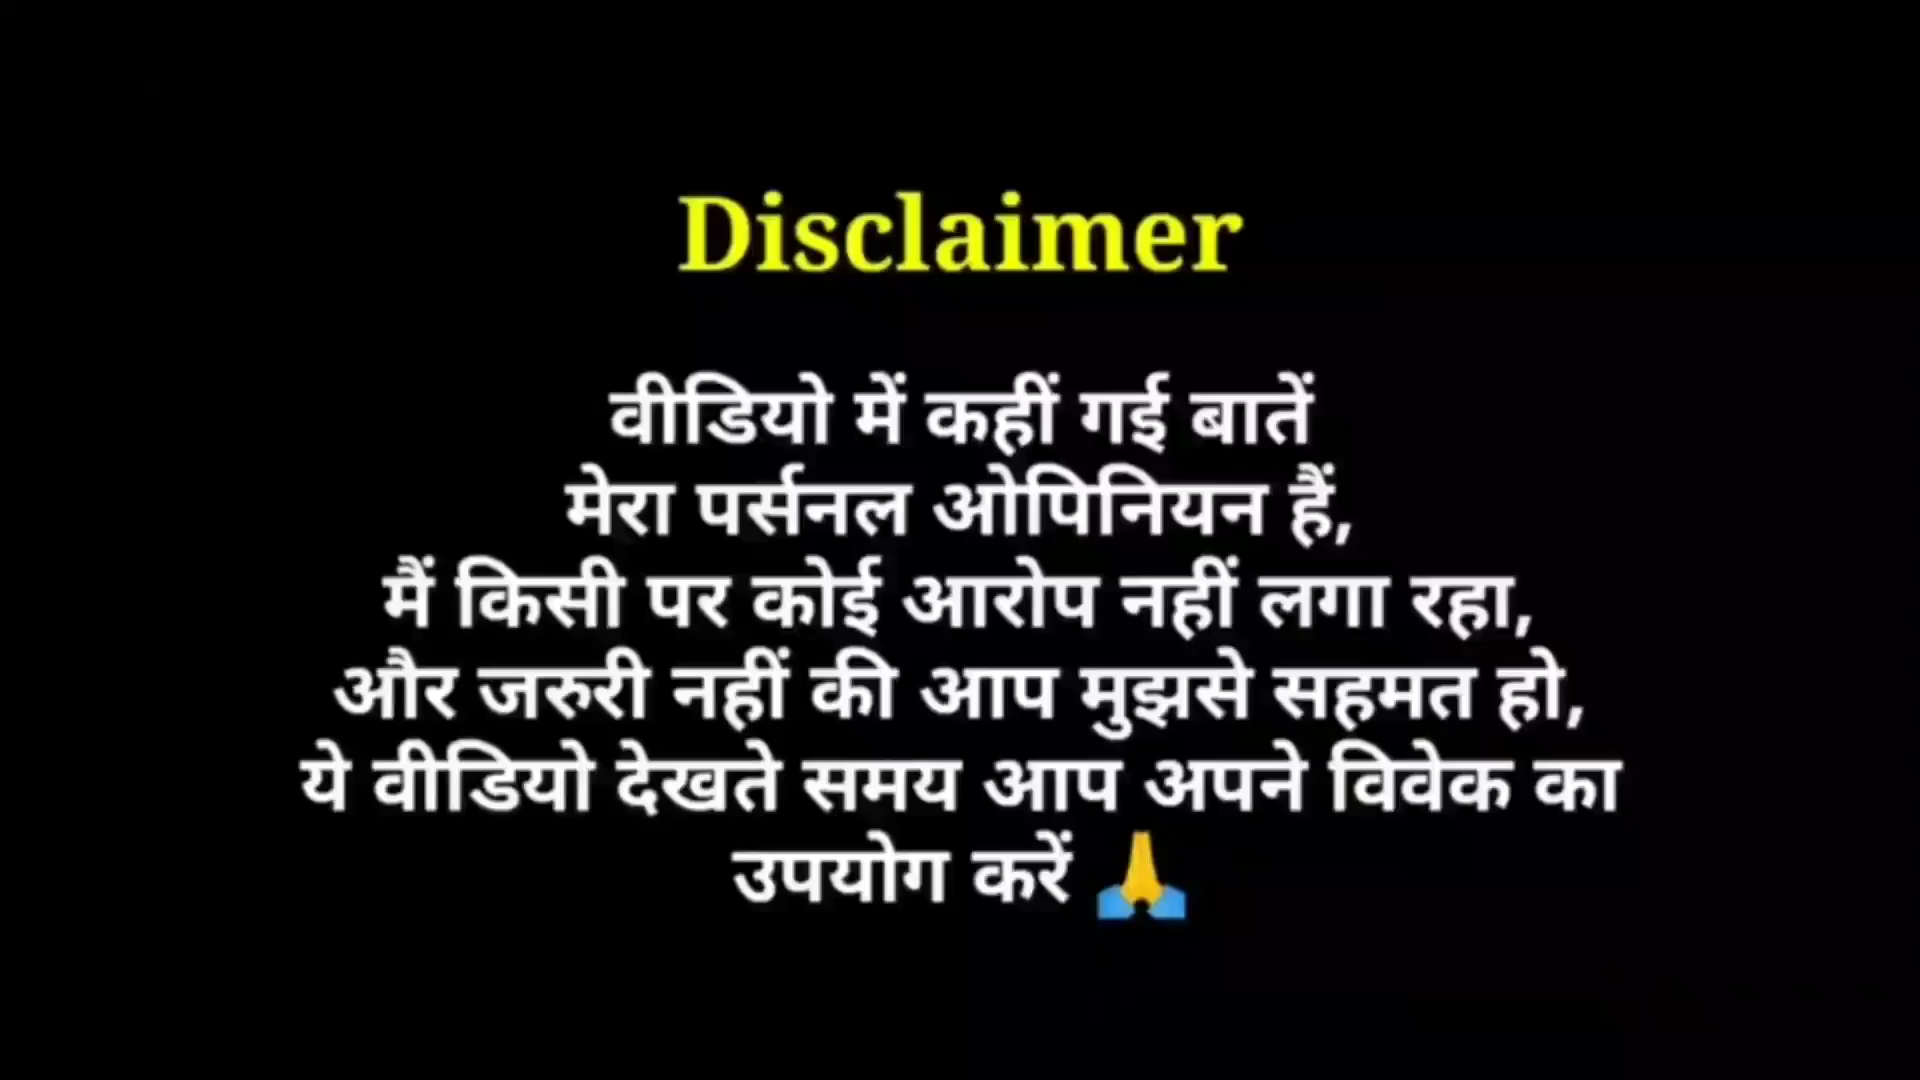 Disclaimer
वीडियो में कहीं गई बातें
मेरा पर्सनल ओपिनियन हैं,
मैं किसी पर कोई आरोप नहीं लगा रहा,
और जरुरी नहीं की आप मुझसे सहमत हो,
ये वीडियो देखते समय आप अपने विवेक का
उपयोग करें 🙏